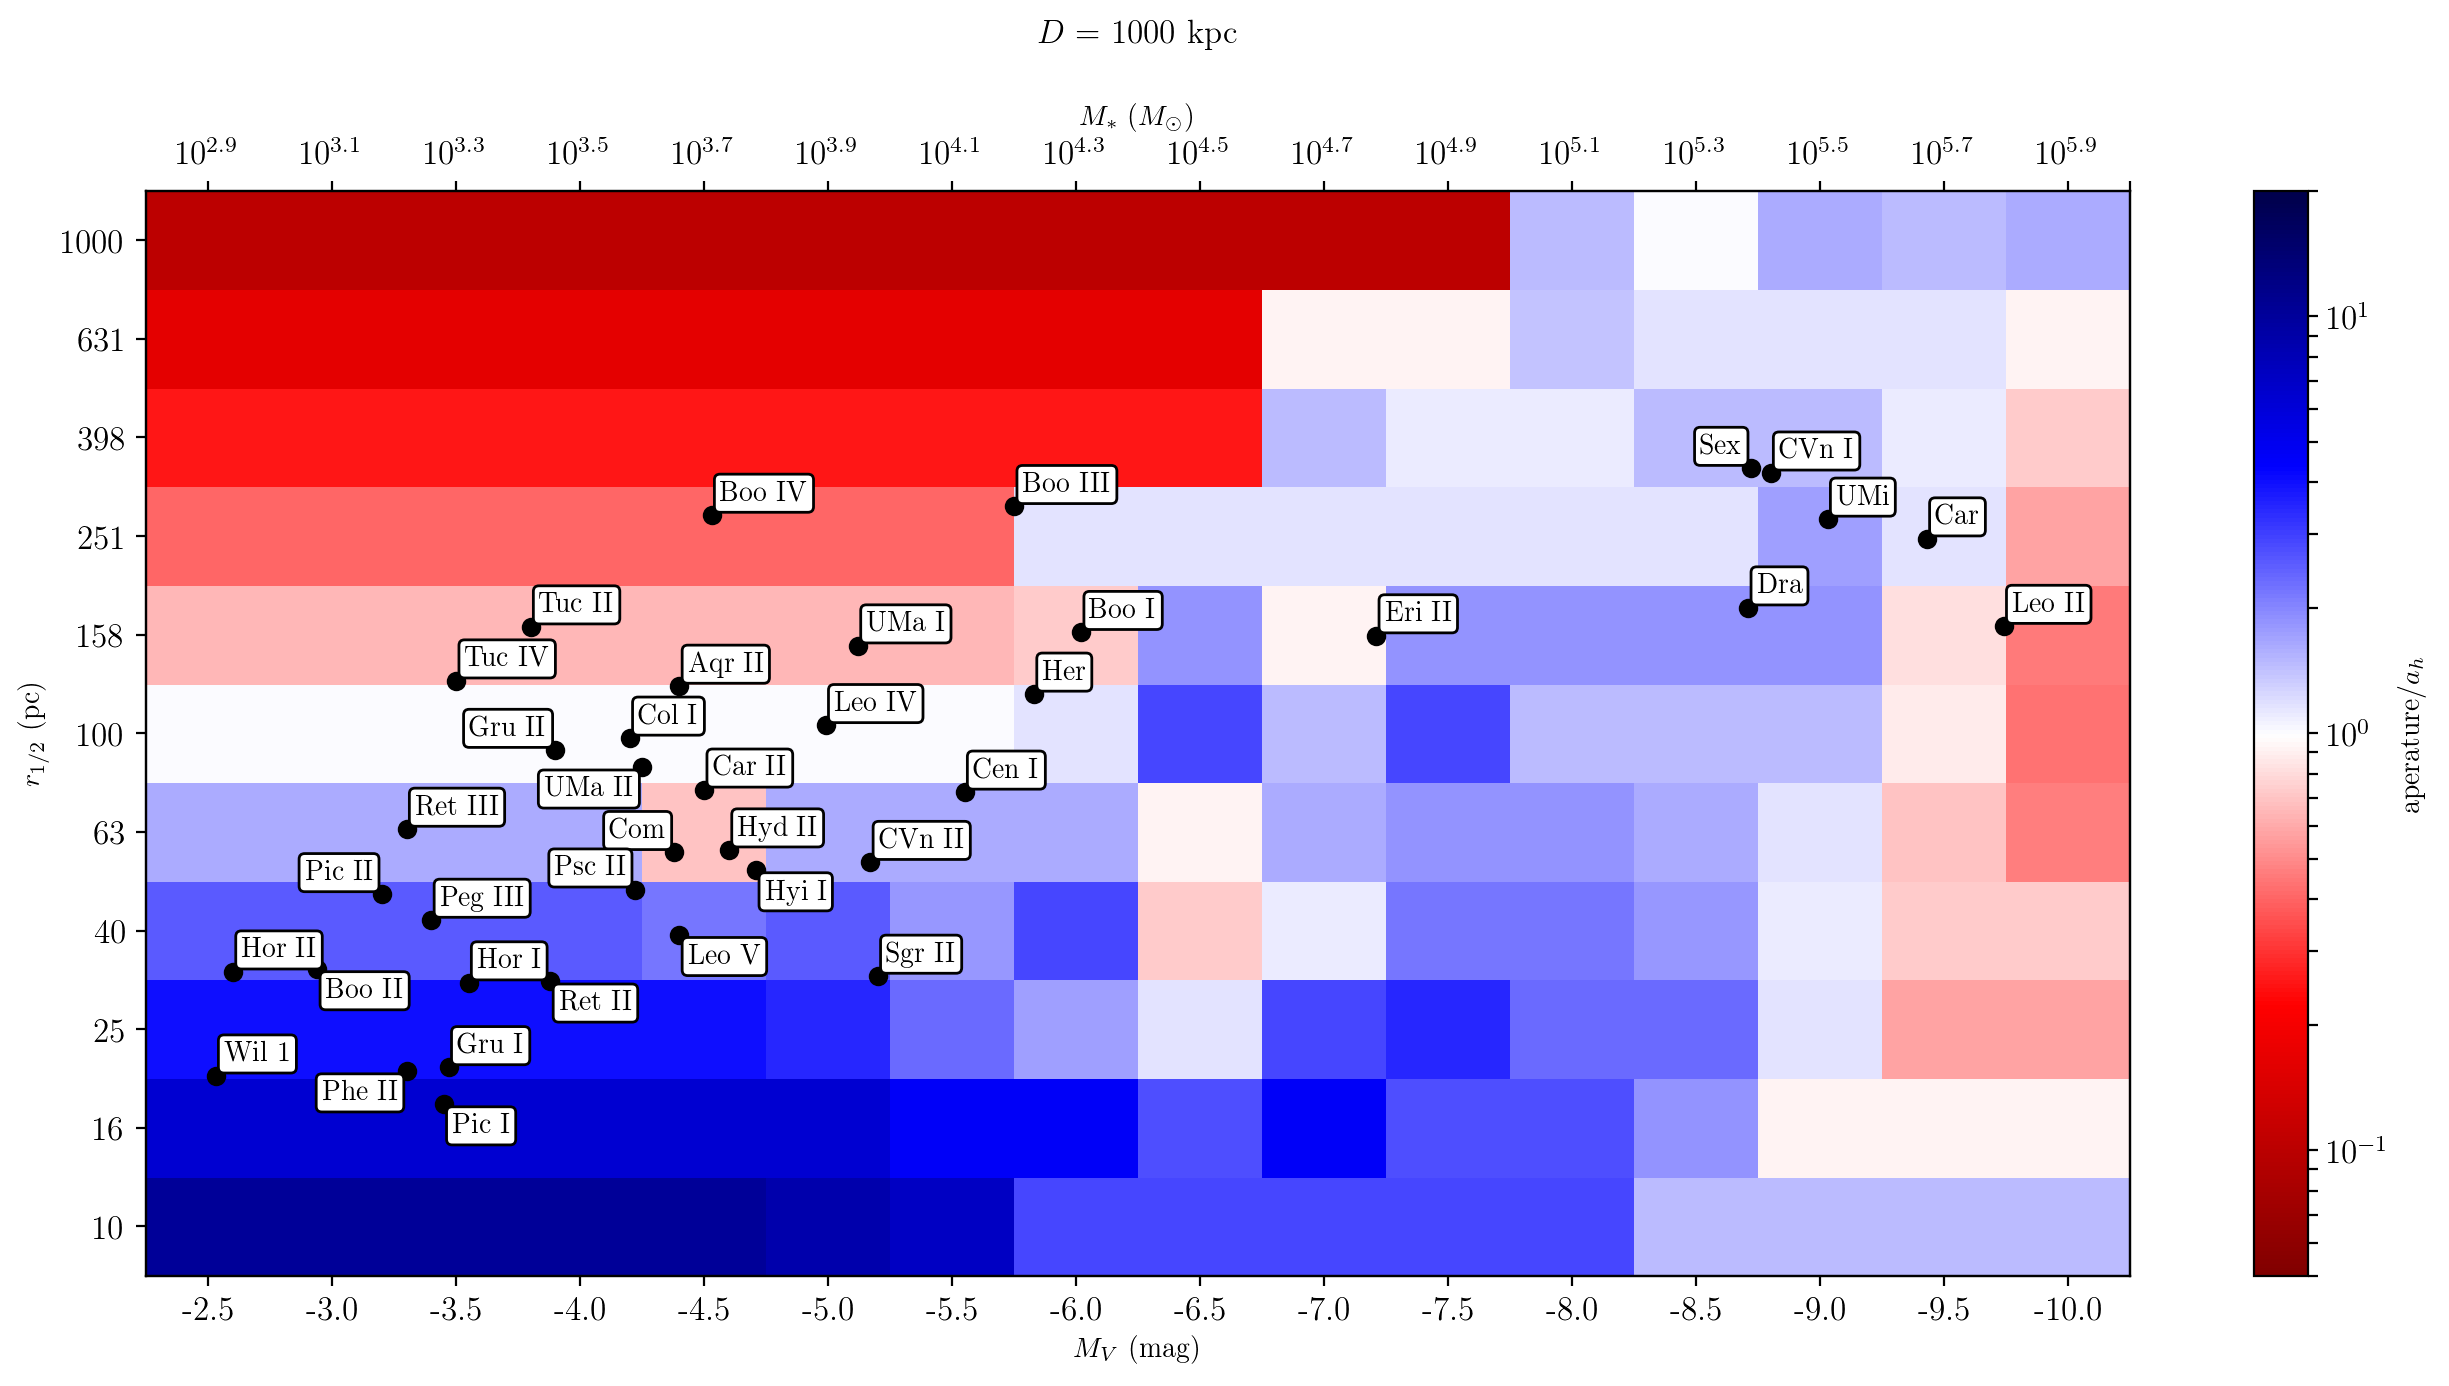 D = 1000 kpc
M∗ (M⊙)
10^2.9 10^3.1 10^3.3 10^3.5 10^3.7 10^3.9 10^4.1 10^4.3 10^4.5 10^4.7 10^4.9 10^5.1 10^5.3 10^5.5 10^5.7 10^5.9
1000
631
398
251
158
100
63
40
25
16
10
r1/2 (pc)
Sex
CVn I
Boo IV
Boo III
UMi
Car
Dra
Tuc II
Boo I
Eri II
Leo II
UMa I
Tuc IV
Aqr II
Her
Leo IV
Gru II
Col I
UMa II
Car II
Cen I
Ret III
Com
Hyd II
CVn II
Pic II
Psc II
Peg III
Hyi I
Hor II
Hor I
Leo V
Sgr II
Boo II
Ret II
Wil 1
Gru I
Phe II
Pic I
-2.5 -3.0 -3.5 -4.0 -4.5 -5.0 -5.5 -6.0 -6.5 -7.0 -7.5 -8.0 -8.5 -9.0 -9.5 -10.0
MV (mag)
10^1
10^0
10^−1
aperature/ah